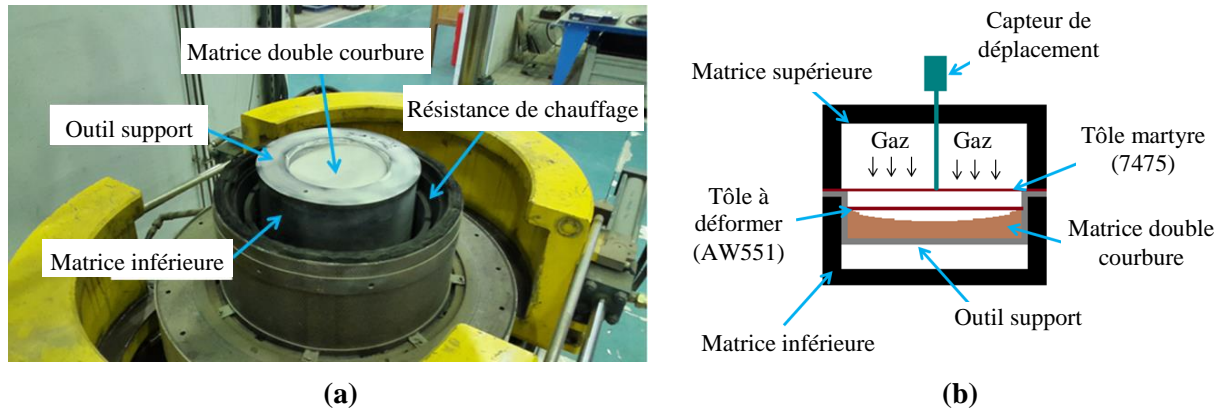 Matrice double courbure
Résistance de chauffage
Outil support
Matrice inférieure
(a)
Capteur de
déplacement
Matrice supérieure
Gaz
Gaz
Tôle martyre
(7475)
Tôle à
déformer
(AW551)
Matrice double
courbure
Outil support
Matrice inférieure
(b)